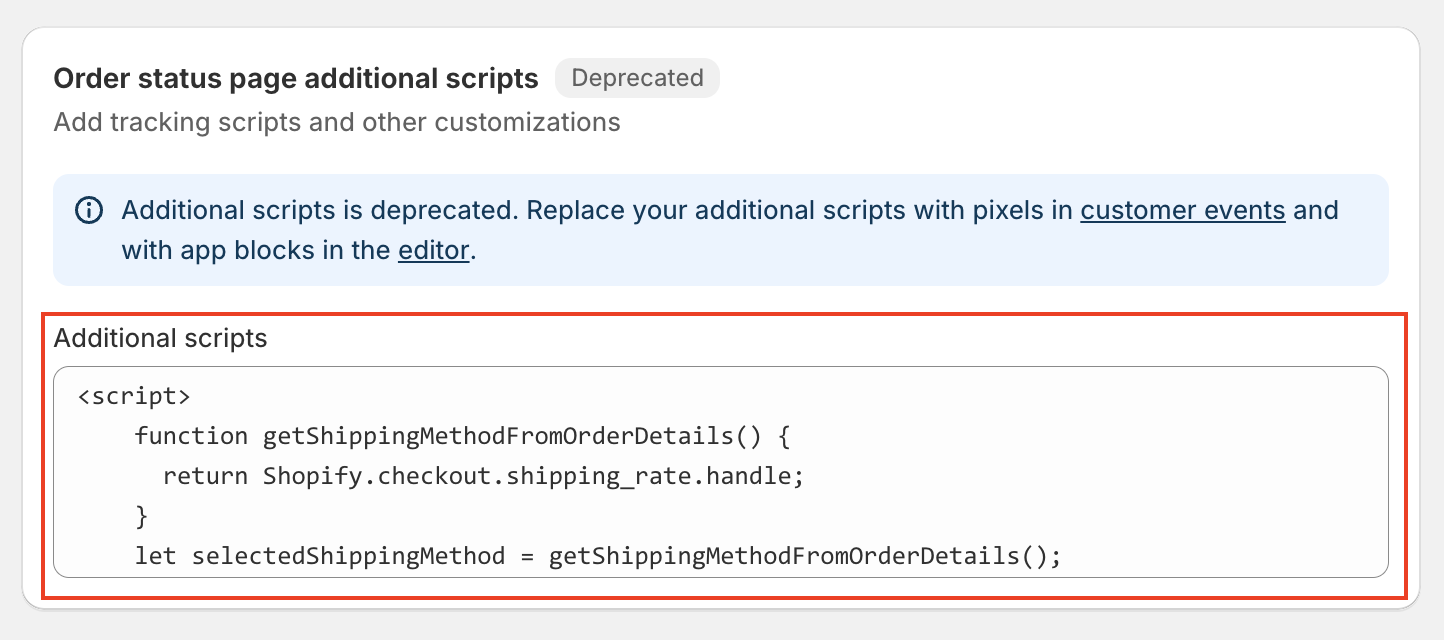 Order status page additional scripts Deprecated
Add tracking scripts and other customizations
Additional scripts is deprecated. Replace your additional scripts with pixels in customer events and
with app blocks in the editor.
Additional scripts
<script>
    function getShippingMethodFromOrderDetails() {
      return Shopify.checkout.shipping_rate.handle;
    }
    let selectedShippingMethod = getShippingMethodFromOrderDetails();